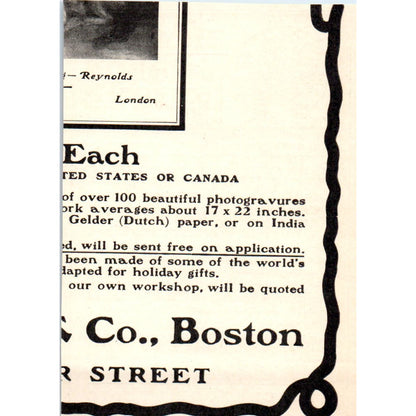 — Reynolds
London
Each
TED STATES OR CANADA
of over 100 beautiful photogravures
ork averages about 17 x 22 inches.
Gelder (Dutch) paper, or on India
ed, will be sent free on application.
been made of some of the world's
dapted for holiday gifts.
our own workshop, will be quoted
& Co., Boston
R STREET